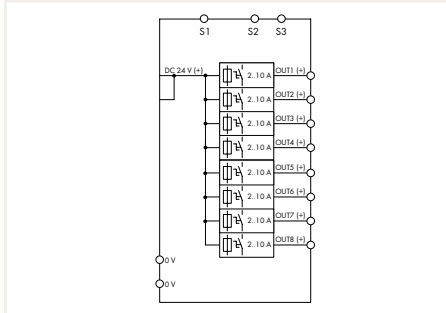 S1 S2 S3
DC 24 V (+) 2..10 A OUT1 (+)
2..10 A OUT2 (+)
2..10 A OUT3 (+)
2..10 A OUT4 (+)
2..10 A OUT5 (+)
2..10 A OUT6 (+)
2..10 A OUT7 (+)
2..10 A OUT8 (+)
0 V
0 V